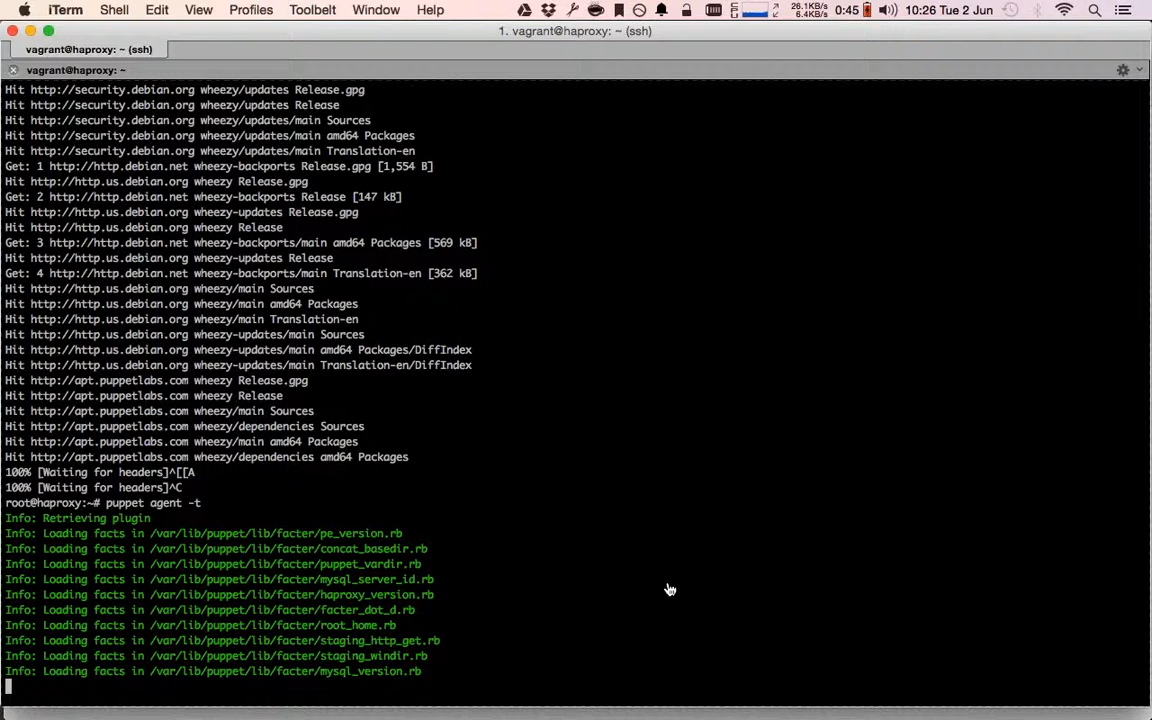 iTerm Shell Edit View Profiles Toolbelt Window Help 26.1KB/s 6.4KB/s 0:45 10:26 Tue 2 Jun
1. vagrant@haproxy: ~ (ssh)
vagrant@haproxy: ~ (ssh)
vagrant@haproxy: ~
Hit http://security.debian.org wheezy/updates Release.gpg
Hit http://security.debian.org wheezy/updates Release
Hit http://security.debian.org wheezy/updates/main Sources
Hit http://security.debian.org wheezy/updates/main amd64 Packages
Hit http://security.debian.org wheezy/updates/main Translation-en
Get: 1 http://http.debian.net wheezy-backports Release.gpg [1,554 B]
Hit http://http.us.debian.org wheezy Release.gpg
Get: 2 http://http.debian.net wheezy-backports Release [147 kB]
Hit http://http.us.debian.org wheezy-updates Release.gpg
Hit http://http.us.debian.org wheezy Release
Get: 3 http://http.debian.net wheezy-backports/main amd64 Packages [569 kB]
Hit http://http.us.debian.org wheezy-updates Release
Get: 4 http://http.debian.net wheezy-backports/main Translation-en [362 kB]
Hit http://http.us.debian.org wheezy/main Sources
Hit http://http.us.debian.org wheezy/main amd64 Packages
Hit http://http.us.debian.org wheezy/main Translation-en
Hit http://http.us.debian.org wheezy-updates/main Sources
Hit http://http.us.debian.org wheezy-updates/main amd64 Packages/DiffIndex
Hit http://http.us.debian.org wheezy-updates/main Translation-en/DiffIndex
Hit http://apt.puppetlabs.com wheezy Release.gpg
Hit http://apt.puppetlabs.com wheezy Release
Hit http://apt.puppetlabs.com wheezy/main Sources
Hit http://apt.puppetlabs.com wheezy/dependencies Sources
Hit http://apt.puppetlabs.com wheezy/main amd64 Packages
Hit http://apt.puppetlabs.com wheezy/dependencies amd64 Packages
100% [Waiting for headers]^[[A
100% [Waiting for headers]^C
root@haproxy:~# puppet agent -t
Info: Retrieving plugin
Info: Loading facts in /var/lib/puppet/lib/facter/pe_version.rb
Info: Loading facts in /var/lib/puppet/lib/facter/concat_basedir.rb
Info: Loading facts in /var/lib/puppet/lib/facter/puppet_vardir.rb
Info: Loading facts in /var/lib/puppet/lib/facter/mysql_server_id.rb
Info: Loading facts in /var/lib/puppet/lib/facter/haproxy_version.rb
Info: Loading facts in /var/lib/puppet/lib/facter/facter_dot_d.rb
Info: Loading facts in /var/lib/puppet/lib/facter/root_home.rb
Info: Loading facts in /var/lib/puppet/lib/facter/staging_http_get.rb
Info: Loading facts in /var/lib/puppet/lib/facter/staging_windir.rb
Info: Loading facts in /var/lib/puppet/lib/facter/mysql_version.rb